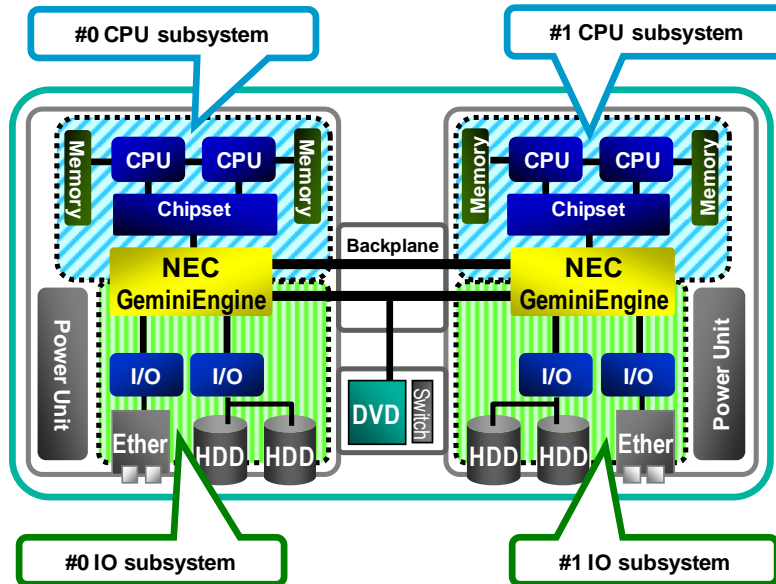 #0 CPU subsystem
#1 CPU subsystem
Memory
CPU
CPU
Memory
Chipset
NEC
GeminiEngine
Power Unit
I/O
I/O
Ether
HDD
HDD
Backplane
DVD
Switch
Memory
CPU
CPU
Memory
Chipset
NEC
GeminiEngine
Power Unit
I/O
I/O
HDD
HDD
Ether
#0 IO subsystem
#1 IO subsystem